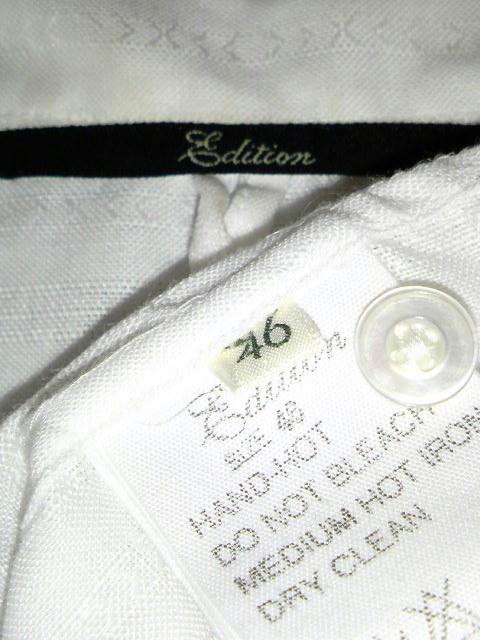 Edition
46
Edition
SIZE 46
HAND-HOT
DO NOT BLEACH
MEDIUM HOT IRON
DRY CLEAN